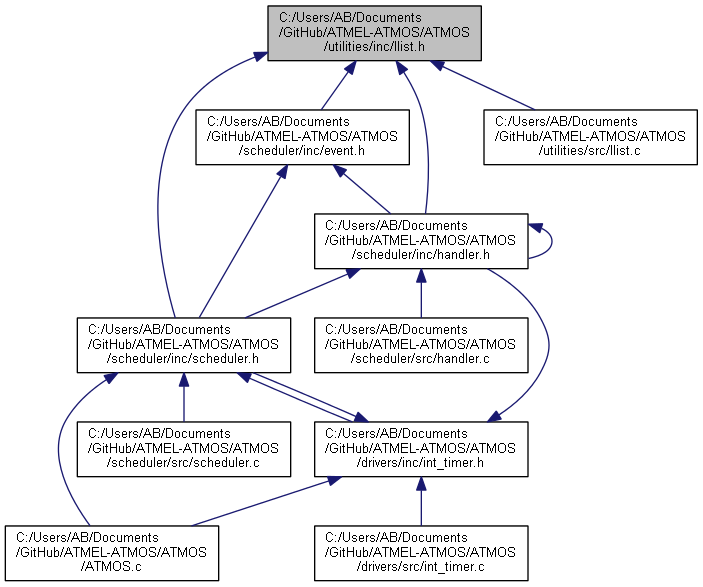 C:/Users/AB/Documents
/GitHub/ATMEL-ATMOS/ATMOS
/utilities/inc/llist.h
C:/Users/AB/Documents
/GitHub/ATMEL-ATMOS/ATMOS
/scheduler/inc/event.h
C:/Users/AB/Documents
/GitHub/ATMEL-ATMOS/ATMOS
/utilities/src/llist.c
C:/Users/AB/Documents
/GitHub/ATMEL-ATMOS/ATMOS
/scheduler/inc/handler.h
C:/Users/AB/Documents
/GitHub/ATMEL-ATMOS/ATMOS
/scheduler/inc/scheduler.h
C:/Users/AB/Documents
/GitHub/ATMEL-ATMOS/ATMOS
/scheduler/src/handler.c
C:/Users/AB/Documents
/GitHub/ATMEL-ATMOS/ATMOS
/scheduler/src/scheduler.c
C:/Users/AB/Documents
/GitHub/ATMEL-ATMOS/ATMOS
/drivers/inc/int_timer.h
C:/Users/AB/Documents
/GitHub/ATMEL-ATMOS/ATMOS
/ATMOS.c
C:/Users/AB/Documents
/GitHub/ATMEL-ATMOS/ATMOS
/drivers/src/int_timer.c